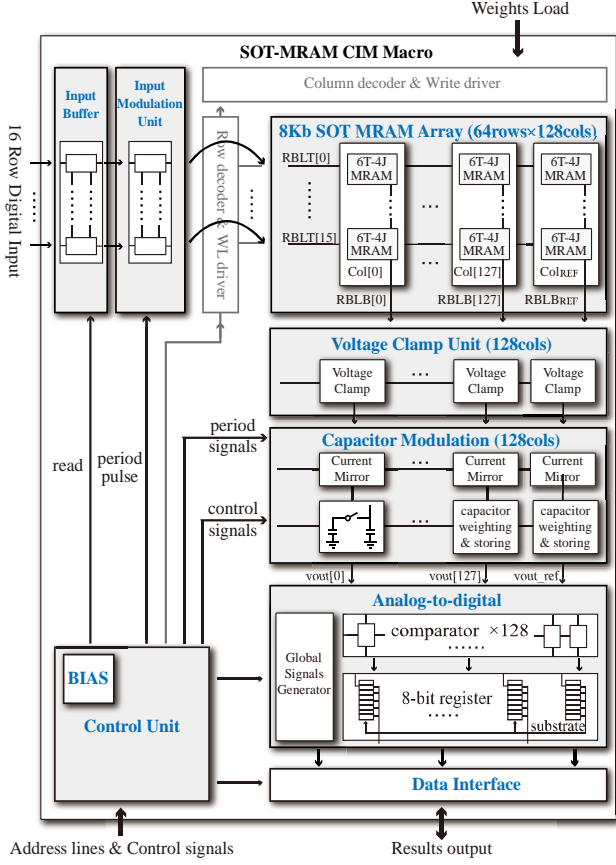 Weights Load
SOT-MRAM CIM Macro
Column decoder & Write driver
Input
Buffer
Input
Modulation
Unit
16 Row Digital Input
Row decoder & WL driver
8Kb SOT MRAM Array (64rows×128cols)
RBLT[0]
6T-4J
MRAM
6T-4J
MRAM
6T-4J
MRAM
...
RBLT[15]
6T-4J
MRAM
6T-4J
MRAM
6T-4J
MRAM
Col[0]
...
Col[127]
ColREF
RBLB[0]
RBLB[127]
RBLBREF
Voltage Clamp Unit (128cols)
Voltage
Clamp
...
Voltage
Clamp
Voltage
Clamp
period
signals
Capacitor Modulation (128cols)
read
period
pulse
Current
Mirror
...
Current
Mirror
Current
Mirror
control
signals
...
capacitor
weighting
& storing
capacitor
weighting
& storing
vout[0]
vout[127]
vout_ref
Analog-to-digital
Global
Signals
Generator
comparator ×128
......
8-bit register
.....
substrate
BIAS
Control Unit
Data Interface
Address lines & Control signals
Results output